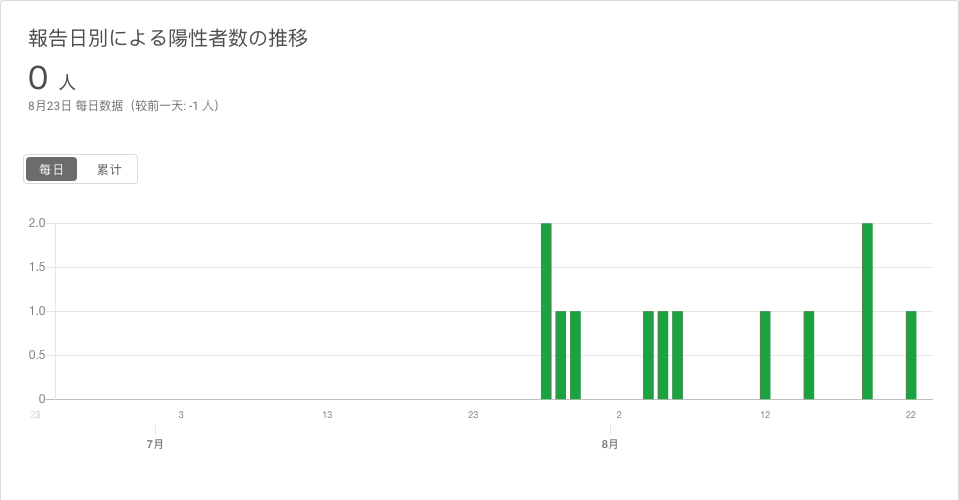 報告日別による陽性者数の推移
0 人
8月23日 每日数据（较前一天: -1 人）
每日 累计
2.0
1.5
1.0
0.5
0
23 3 13 23 2 12 22
7月 8月